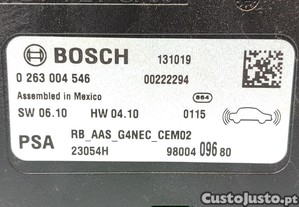 BOSCH 131019
0 263 004 546 00222294
Assembled in Mexico 864
SW 06.10 HW 04.10 0115
PSA RB_AAS_G4NEC_CEM02
23054H 98004 096 80
CustoJusto.pt